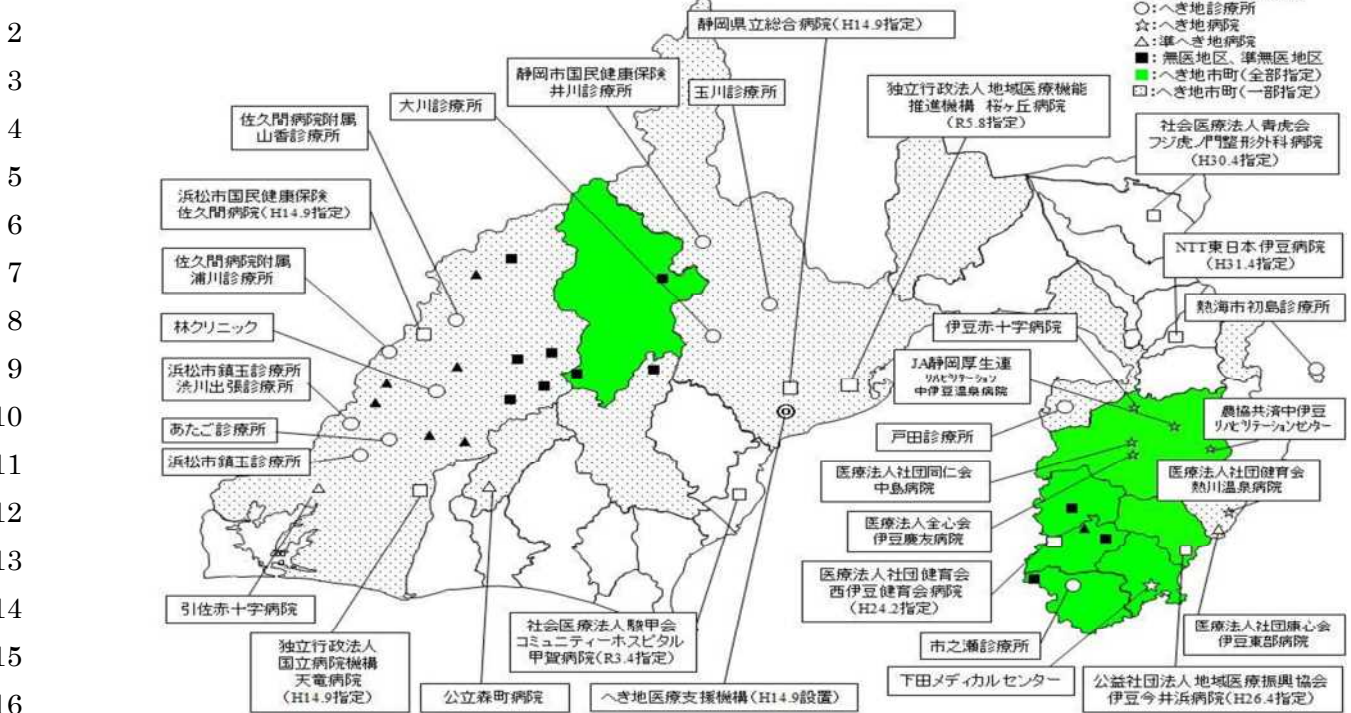 2
3
4
5
6
7
8
9
10
11
12
13
14
15
16
○:へき地診療所
☆:へき地病院
△:準へき地病院
■:無医地区、準無医地区
■:へき地市町(全部指定)
□:へき地市町(一部指定)
静岡県立総合病院(H14.9指定)
静岡市国民健康保険
井川診療所
玉川診療所
大川診療所
独立行政法人地域医療機能
推進機構 桜ヶ丘病院
(R5.8指定)
社会医療法人青虎会
フジ虎ノ門整形外科病院
(H30.4指定)
佐久間病院附属
山香診療所
浜松市国民健康保険
佐久間病院(H14.9指定)
NTT東日本伊豆病院
(H31.4指定)
佐久間病院附属
浦川診療所
熱海市初島診療所
林クリニック
伊豆赤十字病院
JA静岡厚生連
リハビリテーション
中伊豆温泉病院
浜松市鎮玉診療所
渋川出張診療所
農協共済中伊豆
リハビリテーションセンター
あたご診療所
戸田診療所
浜松市鎮玉診療所
医療法人社団同仁会
中島病院
医療法人社団健育会
熱川温泉病院
医療法人全心会
伊豆慶友病院
医療法人社団健育会
西伊豆健育会病院
(H24.2指定)
引佐赤十字病院
社会医療法人駿甲会
コミュニティーホスピタル
甲賀病院(R3.4指定)
医療法人社団康心会
伊豆東部病院
独立行政法人
国立病院機構
天竜病院
(H14.9指定)
市之瀬診療所
下田メディカルセンター
公立森町病院
へき地医療支援機構(H14.9設置)
公益社団法人地域医療振興協会
伊豆今井浜病院(H26.4指定)